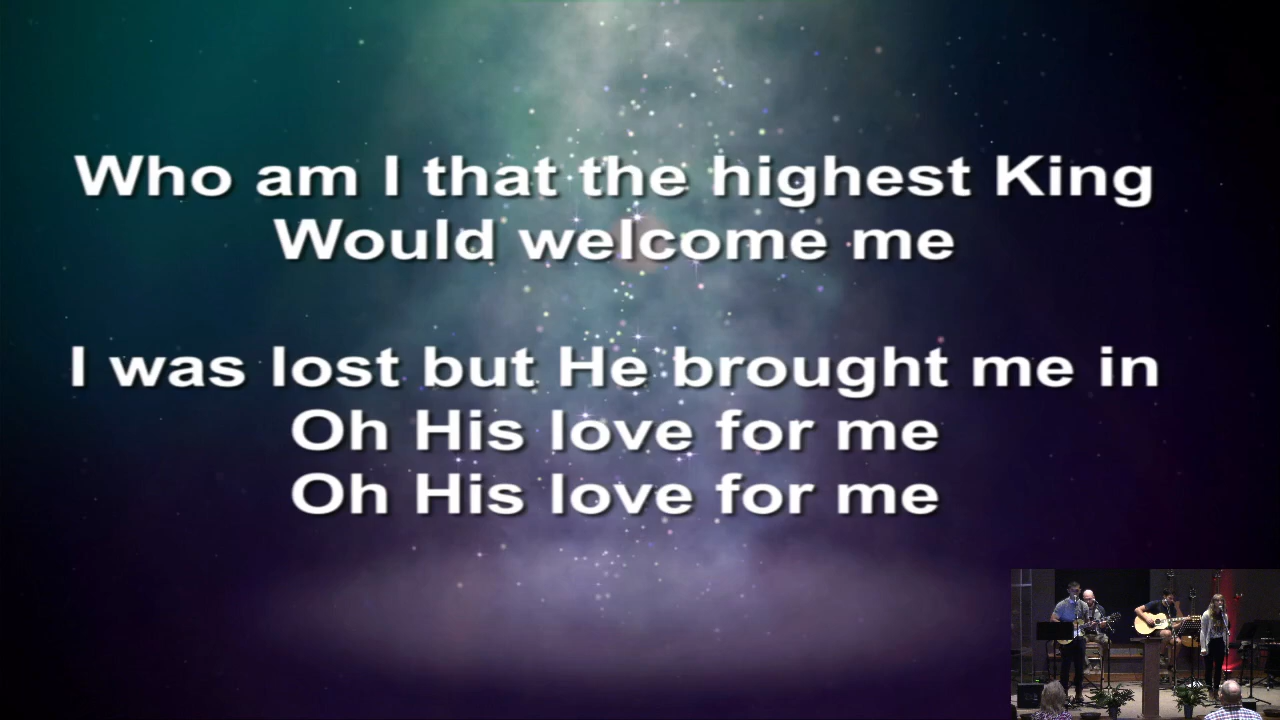 Who am I that the highest King
Would welcome me
I was lost but He brought me in
Oh His love for me
Oh His love for me